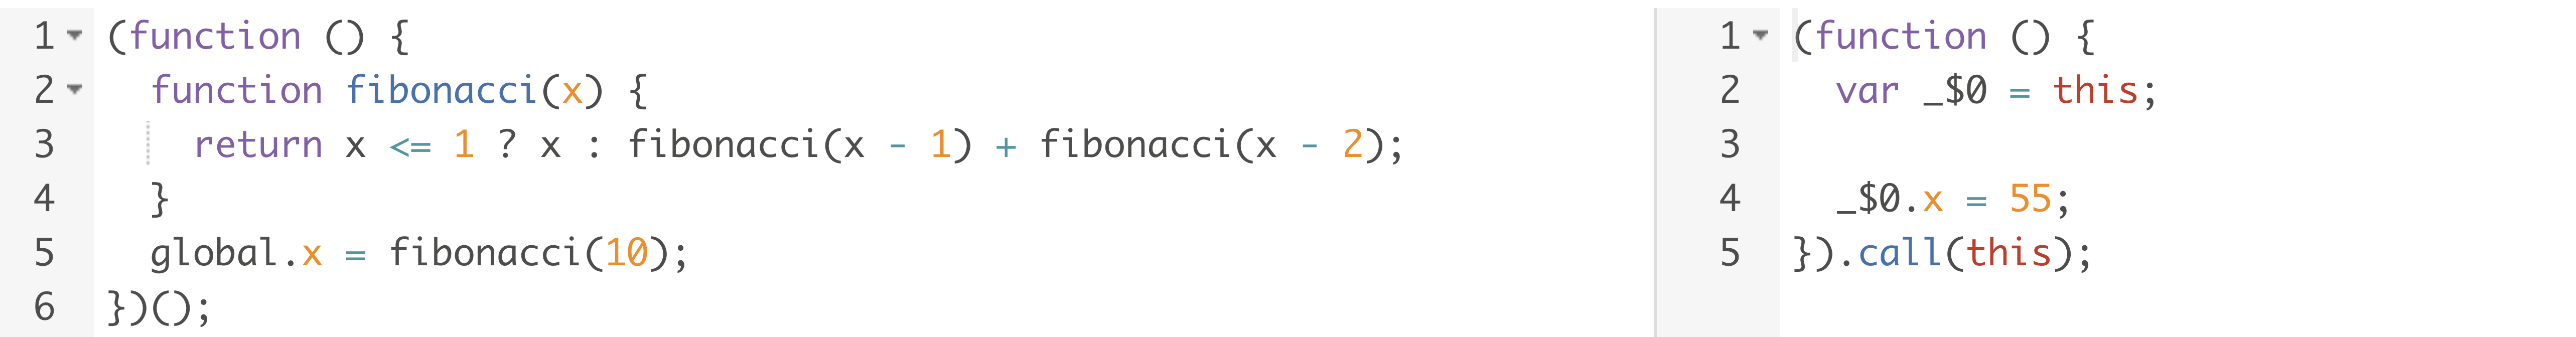 1 (function () {
2   function fibonacci(x) {
3     return x <= 1 ? x : fibonacci(x - 1) + fibonacci(x - 2);
4   }
5   global.x = fibonacci(10);
6 })();
1 (function () {
2   var _$0 = this;
3
4   _$0.x = 55;
5 }).call(this);